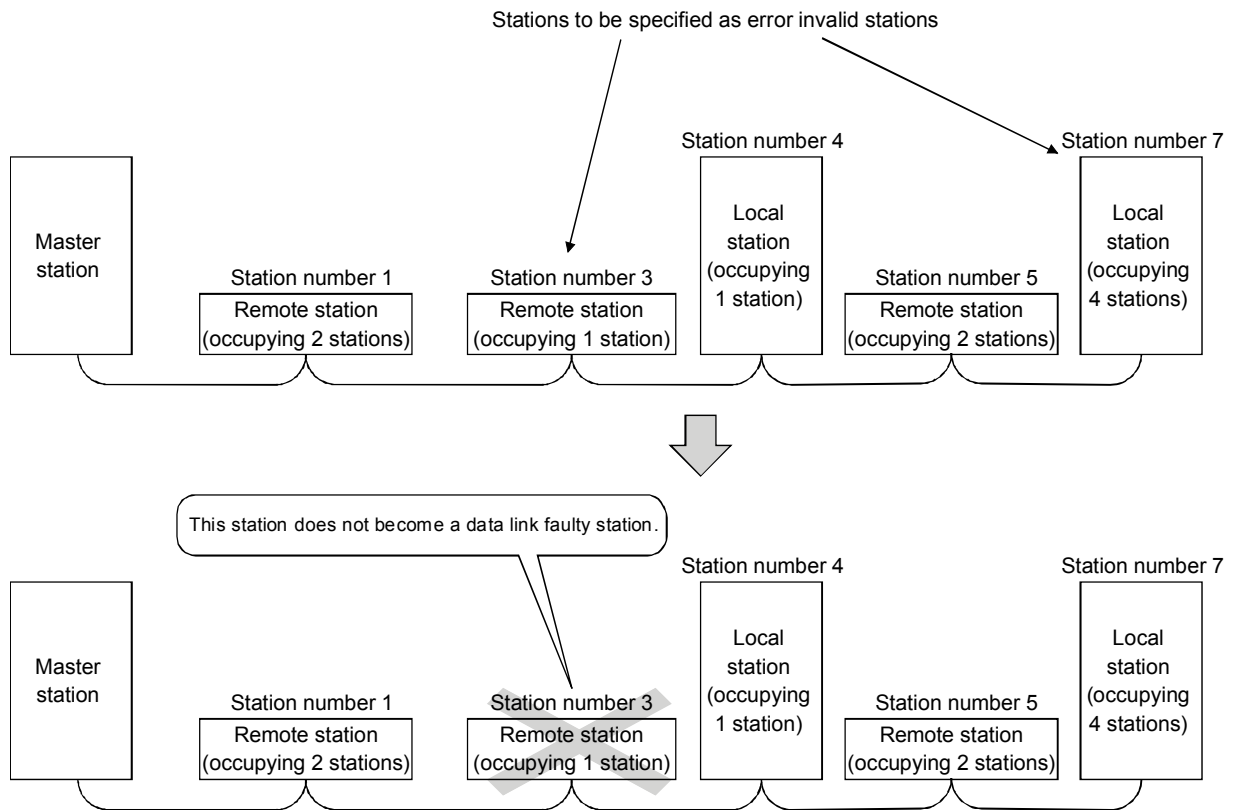 Stations to be specified as error invalid stations
Station number 4
Station number 7
Master
station
Local
station
(occupying
1 station)
Local
station
(occupying
4 stations)
Station number 1
Station number 3
Station number 5
Remote station
(occupying 2 stations)
Remote station
(occupying 1 station)
Remote station
(occupying 2 stations)
This station does not become a data link faulty station.
Station number 4
Station number 7
Master
station
Local
station
(occupying
1 station)
Local
station
(occupying
4 stations)
Station number 1
Station number 3
Station number 5
Remote station
(occupying 2 stations)
Remote station
(occupying 1 station)
Remote station
(occupying 2 stations)